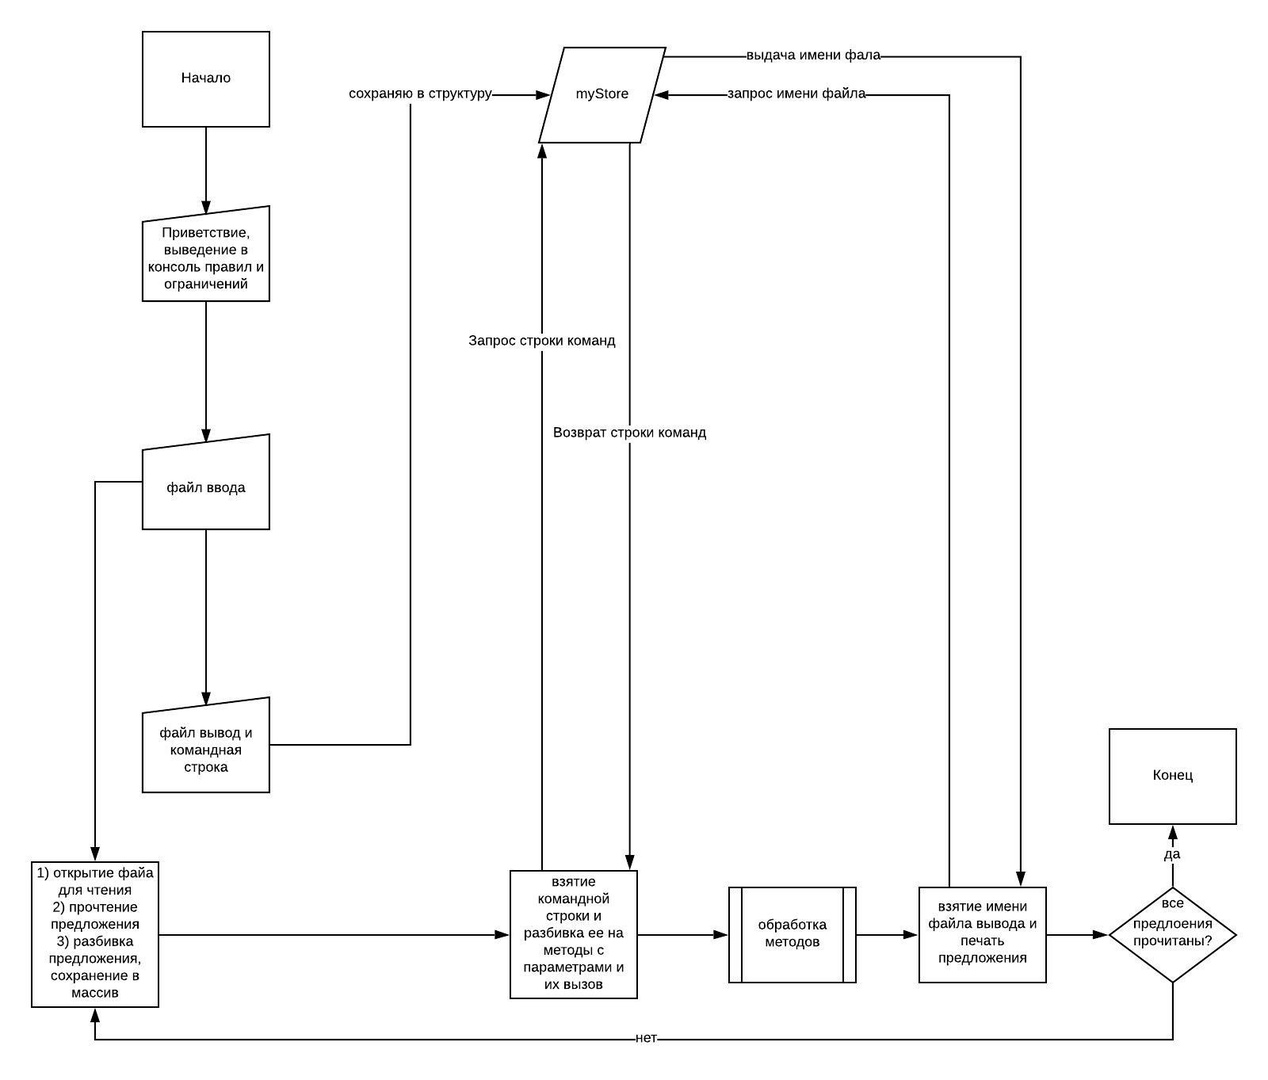 Начало
выдача имени фала
сохраняю в структуру
myStore
запрос имени файла
Приветствие,
выведение в
консоль правил и
ограничений
Запрос строки команд
Возврат строки команд
файл ввода
файл вывод и
командная
строка
Конец
да
1) открытие файа
для чтения
2) прочтение
предложения
3) разбивка
предложения,
сохранение в
массив
взятие
командной
строки и
разбивка ее на
методы с
параметрами и
их вызов
обработка
методов
взятие имени
файла вывода и
печать
предложения
все
предлоения
прочитаны?
нет